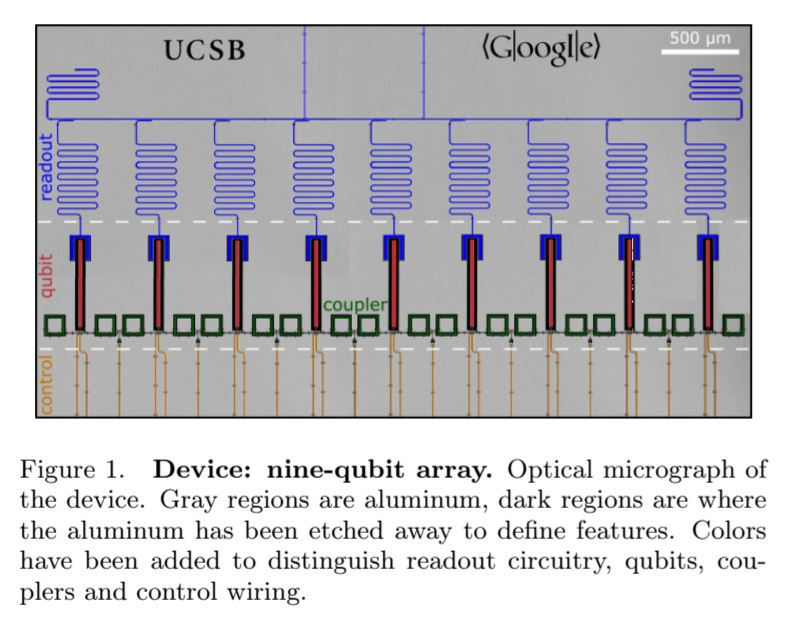 UCSB
⟨G|oogl|e⟩
500 μm
readout
qubit
coupler
control
Figure 1. Device: nine-qubit array. Optical micrograph of
the device. Gray regions are aluminum, dark regions are where
the aluminum has been etched away to define features. Colors
have been added to distinguish readout circuitry, qubits, cou-
plers and control wiring.